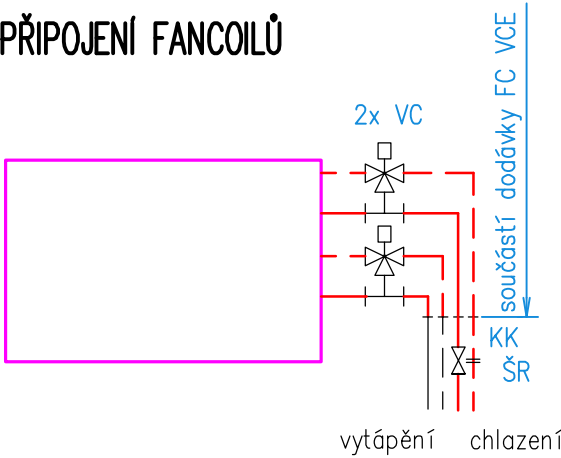 PŘIPOJENÍ FANCOILŮ
2x VC
součástí dodávky FC VCE
KK
ŠR
vytápění
chlazení